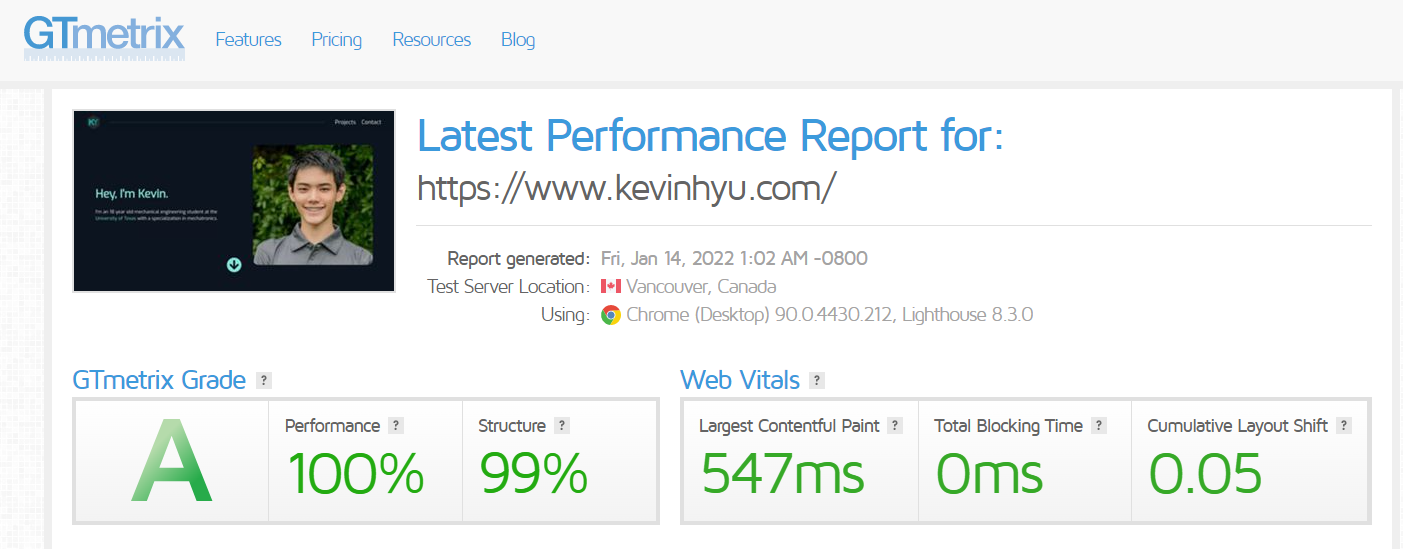 GTmetrix
Features Pricing Resources Blog
KY
Projects Contact
Hey, I'm Kevin.
I'm an 18 year old mechanical engineering student at the
University of Texas with a specialization in mechatronics.
Latest Performance Report for:
https://www.kevinhyu.com/
Report generated: Fri, Jan 14, 2022 1:02 AM -0800
Test Server Location: Vancouver, Canada
Using: Chrome (Desktop) 90.0.4430.212, Lighthouse 8.3.0
GTmetrix Grade ?
A
Performance ?
100%
Structure ?
99%
Web Vitals ?
Largest Contentful Paint ?
547ms
Total Blocking Time ?
0ms
Cumulative Layout Shift ?
0.05